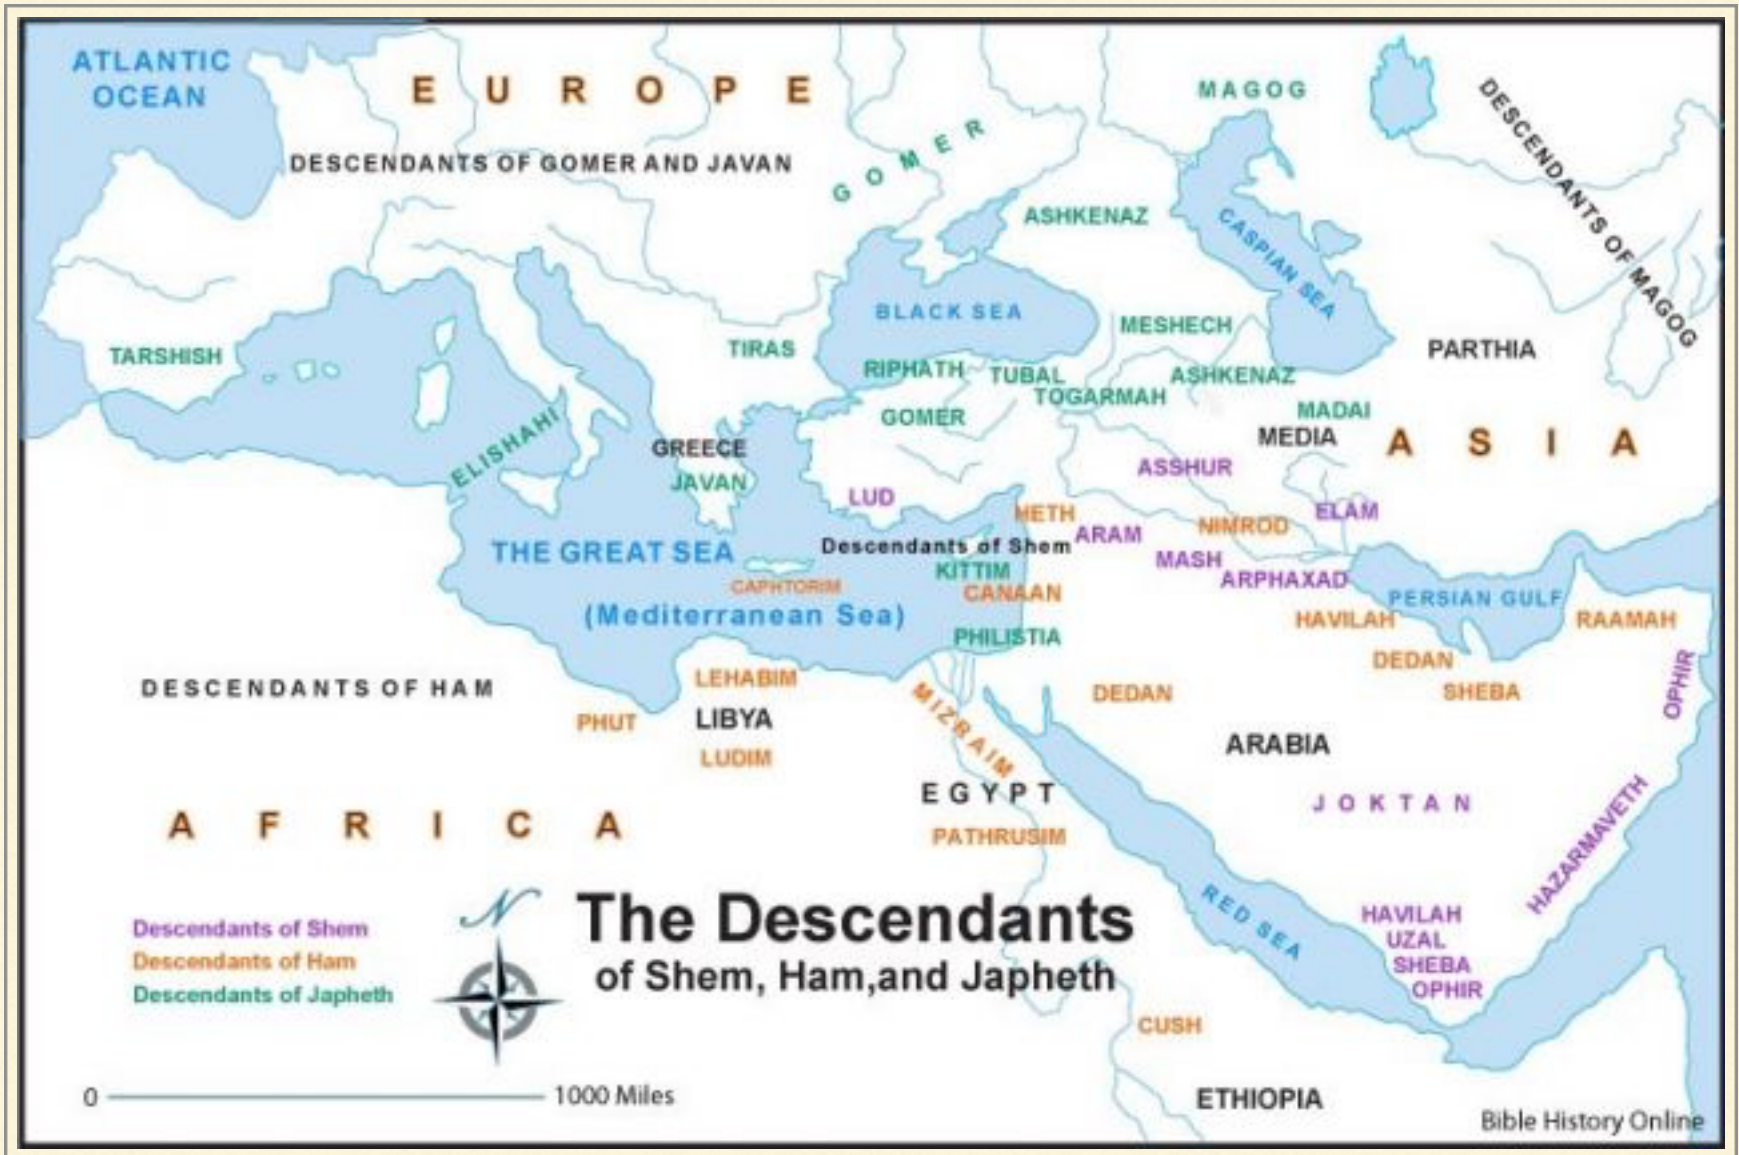 ATLANTIC
OCEAN
E U R O P E
DESCENDANTS OF GOMER AND JAVAN
GOMER
MAGOG
DESCENDANTS OF MAGOG
ASHKENAZ
CASPIAN SEA
BLACK SEA
MESHECH
TIRAS
TARSHISH
PARTHIA
RIPHATH
TUBAL
ASHKENAZ
TOGARMAH
GOMER
MADAI
MEDIA
A S I A
ELISHAHI
GREECE
JAVAN
ASSHUR
LUD
HETH
ELAM
NIMROD
ARAM
THE GREAT SEA
Descendants of Shem
MASH
KITTIM
ARPHAXAD
CAPHTORIM
CANAAN
PERSIAN GULF
(Mediterranean Sea)
HAVILAH
RAAMAH
PHILISTIA
DEDAN
OPHIR
LEHABIM
DESCENDANTS OF HAM
MIZRAIM
DEDAN
SHEBA
PHUT
LIBYA
ARABIA
LUDIM
EGYPT
JOKTAN
HAZARMAVETH
A F R I C A
PATHRUSIM
N
The Descendants
of Shem, Ham,and Japheth
RED SEA
HAVILAH
UZAL
SHEBA
OPHIR
Descendants of Shem
Descendants of Ham
Descendants of Japheth
CUSH
0
1000 Miles
ETHIOPIA
Bible History Online